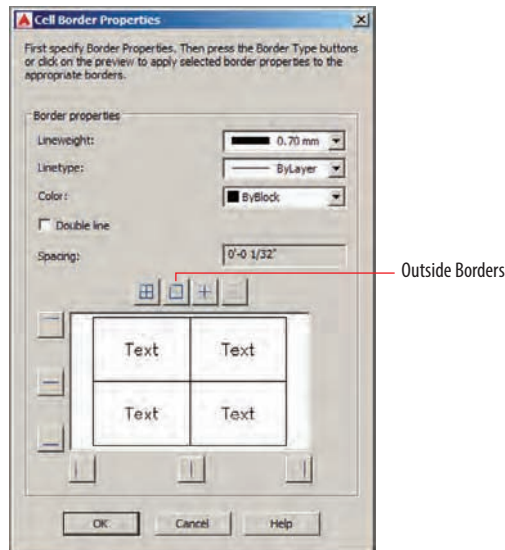 Cell Border Properties
First specify Border Properties. Then press the Border Type buttons
or click on the preview to apply selected border properties to the
appropriate borders.
Border properties
Lineweight:
0.70 mm
Linetype:
ByLayer
Color:
ByBlock
Double line
Spacing:
0'-0 1/32"
Outside Borders
Text Text
Text Text
OK Cancel Help